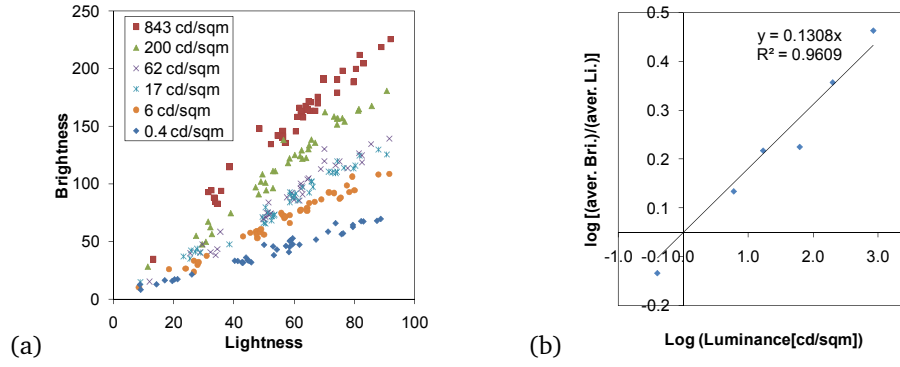 250
200
150
100
50
0
0 20 40 60 80 100
Brightness
Lightness
843 cd/sqm
200 cd/sqm
62 cd/sqm
17 cd/sqm
6 cd/sqm
0.4 cd/sqm
(a)
0.5
0.4
0.3
0.2
0.1
-0.1
-0.2
-1.0 0.0 1.0 2.0 3.0
y = 0.1308x
R² = 0.9609
log [(aver. Bri.)/(aver. Li.)]
Log (Luminance[cd/sqm])
(b)